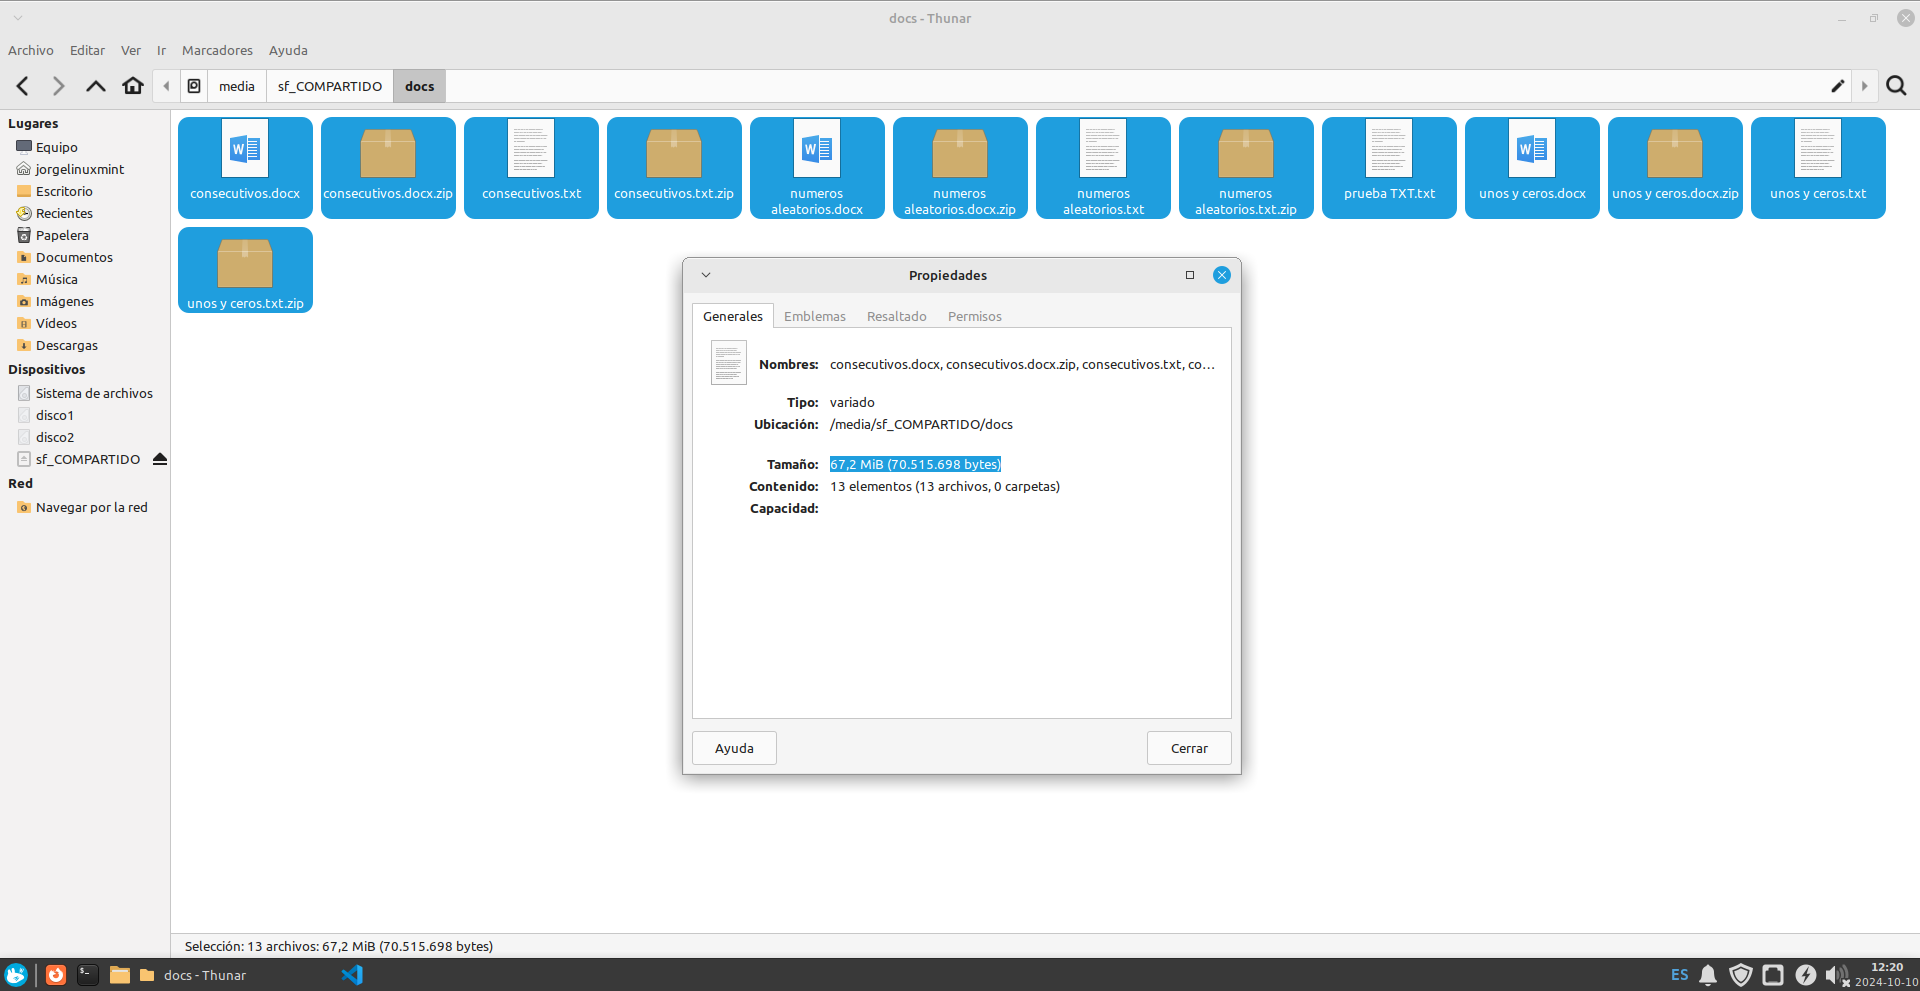 docs - Thunar
Archivo Editar Ver Ir Marcadores Ayuda
media sf_COMPARTIDO docs
Lugares
Equipo
jorgelinuxmint
Escritorio
Recientes
Papelera
Documentos
Música
Imágenes
Vídeos
Descargas
Dispositivos
Sistema de archivos
disco1
disco2
sf_COMPARTIDO
Red
Navegar por la red
consecutivos.docx
consecutivos.docx.zip
consecutivos.txt
consecutivos.txt.zip
numeros
aleatorios.docx
numeros
aleatorios.docx.zip
numeros
aleatorios.txt
numeros
aleatorios.txt.zip
prueba TXT.txt
unos y ceros.docx
unos y ceros.docx.zip
unos y ceros.txt
unos y ceros.txt.zip
Propiedades
Generales Emblemas Resaltado Permisos
Nombres: consecutivos.docx, consecutivos.docx.zip, consecutivos.txt, co...
Tipo: variado
Ubicación: /media/sf_COMPARTIDO/docs
Tamaño: 67,2 MiB (70.515.698 bytes)
Contenido: 13 elementos (13 archivos, 0 carpetas)
Capacidad:
Ayuda Cerrar
Selección: 13 archivos: 67,2 MiB (70.515.698 bytes)
docs - Thunar
ES
12:20
2024-10-10